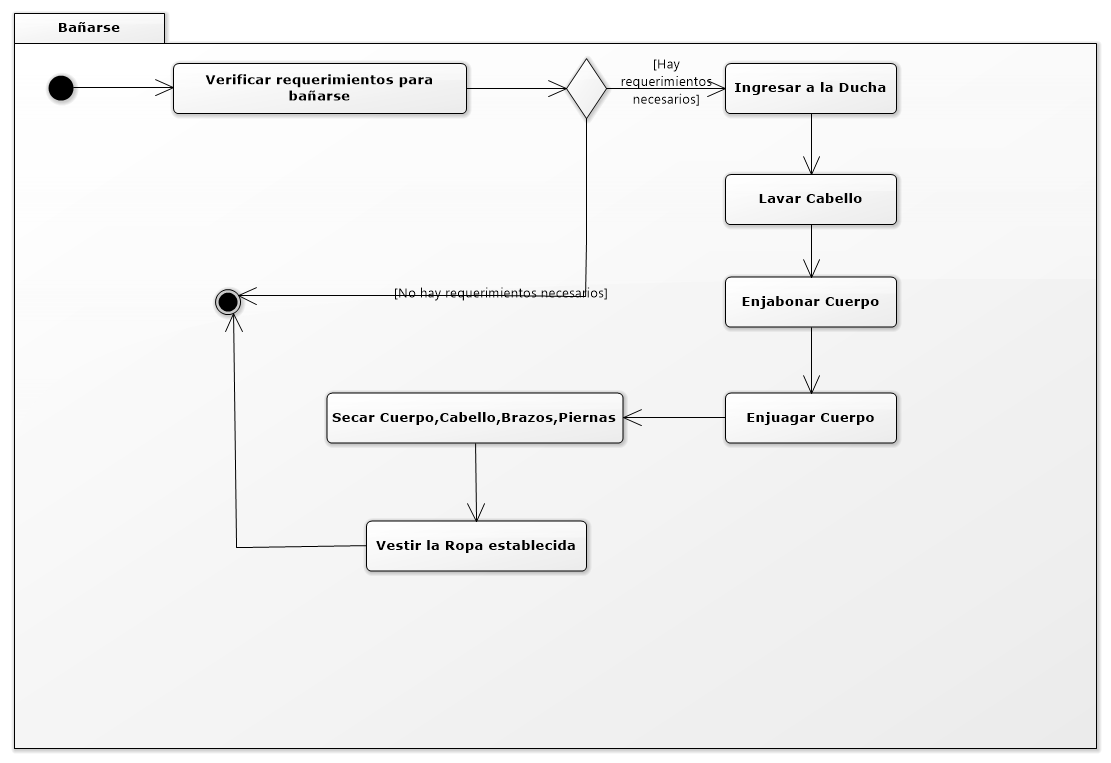 Bañarse
Verificar requerimientos para
bañarse
[Hay
requerimientos
necesarios]
Ingresar a la Ducha
Lavar Cabello
[No hay requerimientos necesarios]
Enjabonar Cuerpo
Secar Cuerpo,Cabello,Brazos,Piernas
Enjuagar Cuerpo
Vestir la Ropa establecida